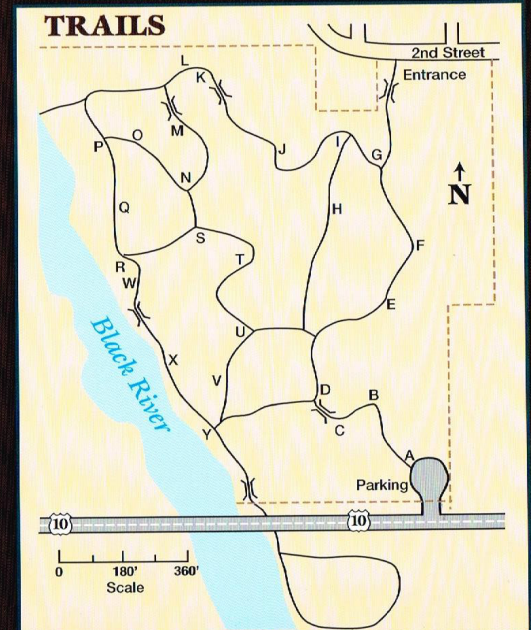 TRAILS
2nd Street
Entrance
L
K
M
P
O
I
J
G
N
N
Q
H
S
F
R
T
W
E
U
Black River
X
V
D
B
C
Y
A
Parking
10
10
0
180'
360'
Scale